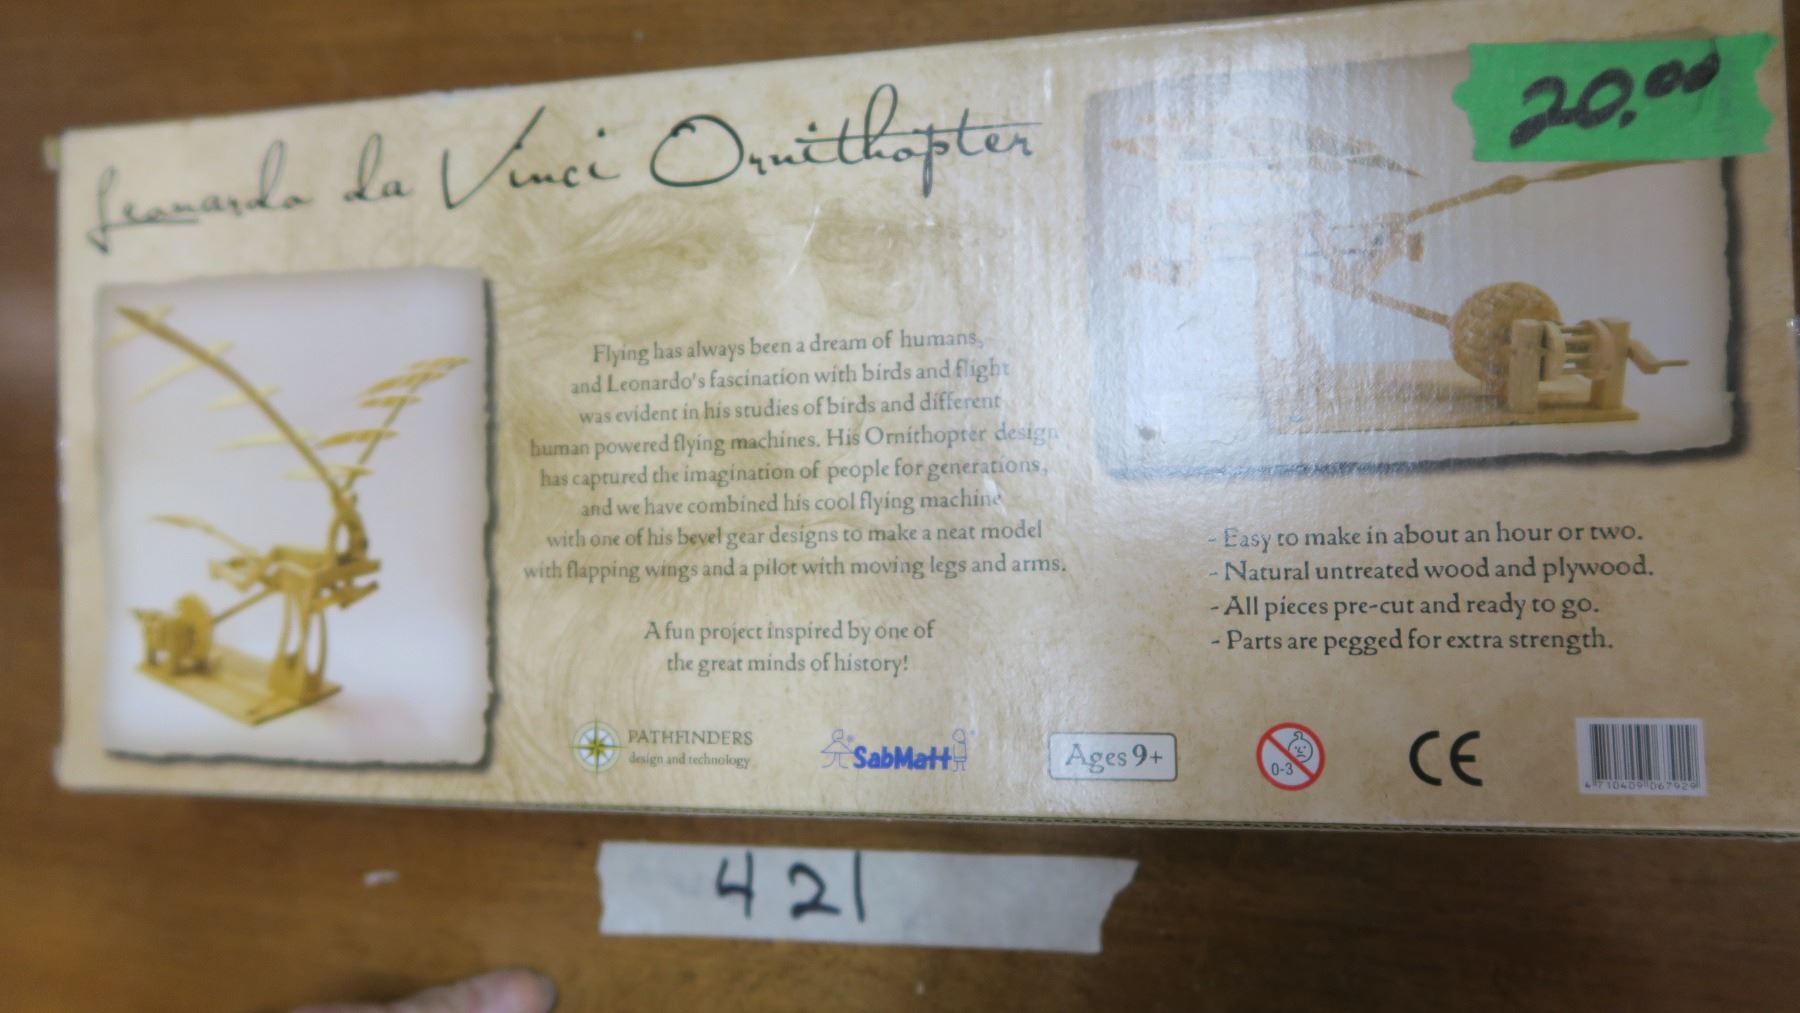 20.00
Leonardo da Vinci Ornithopter
Flying has always been a dream of humans,
and Leonardo's fascination with birds and flight
was evident in his studies of birds and different
human powered flying machines. His Ornithopter design
has captured the imagination of people for generations,
and we have combined his cool flying machine
with one of his bevel gear designs to make a neat model
with flapping wings and a pilot with moving legs and arms.
A fun project inspired by one of
the great minds of history!
- Easy to make in about an hour or two.
- Natural untreated wood and plywood.
- All pieces pre-cut and ready to go.
- Parts are pegged for extra strength.
PATHFINDERS
design and technology
SabMatt
Ages 9+
0-3
CE
4 710409 067929
421